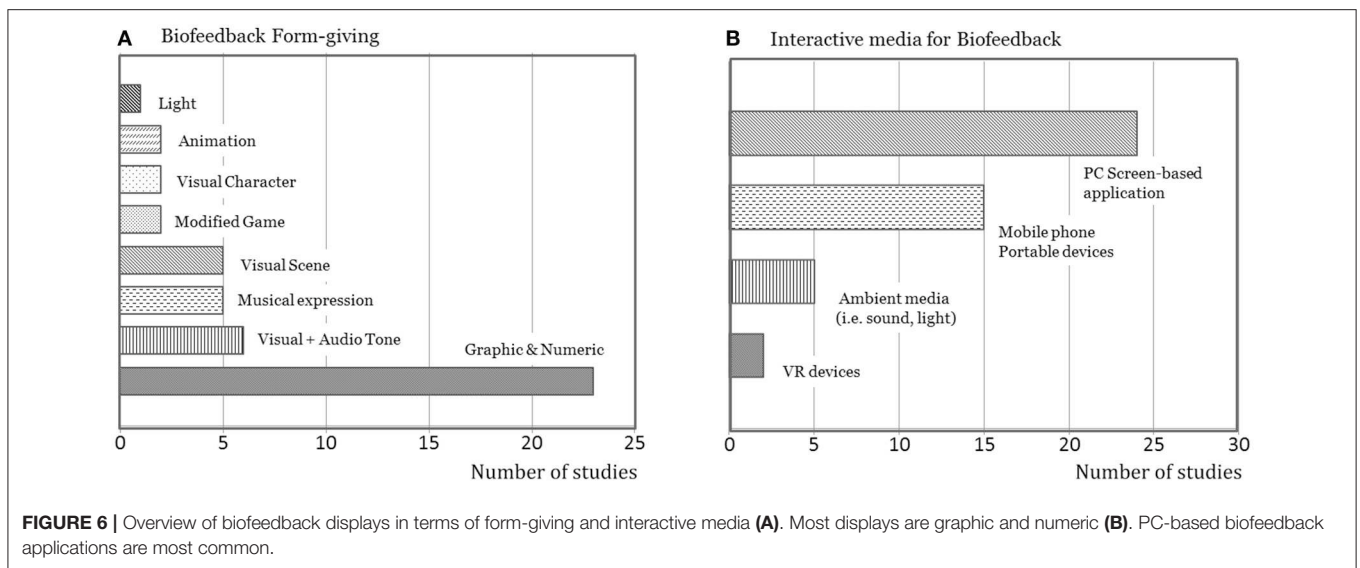 A Biofeedback Form-giving
Light
Animation
Visual Character
Modified Game
Visual Scene
Musical expression
Visual + Audio Tone
Graphic & Numeric
0 5 10 15 20 25
Number of studies
B Interactive media for Biofeedback
PC Screen-based
application
Mobile phone
Portable devices
Ambient media
(i.e. sound, light)
VR devices
0 5 10 15 20 25 30
Number of studies
FIGURE 6 | Overview of biofeedback displays in terms of form-giving and interactive media (A). Most displays are graphic and numeric (B). PC-based biofeedback
applications are most common.